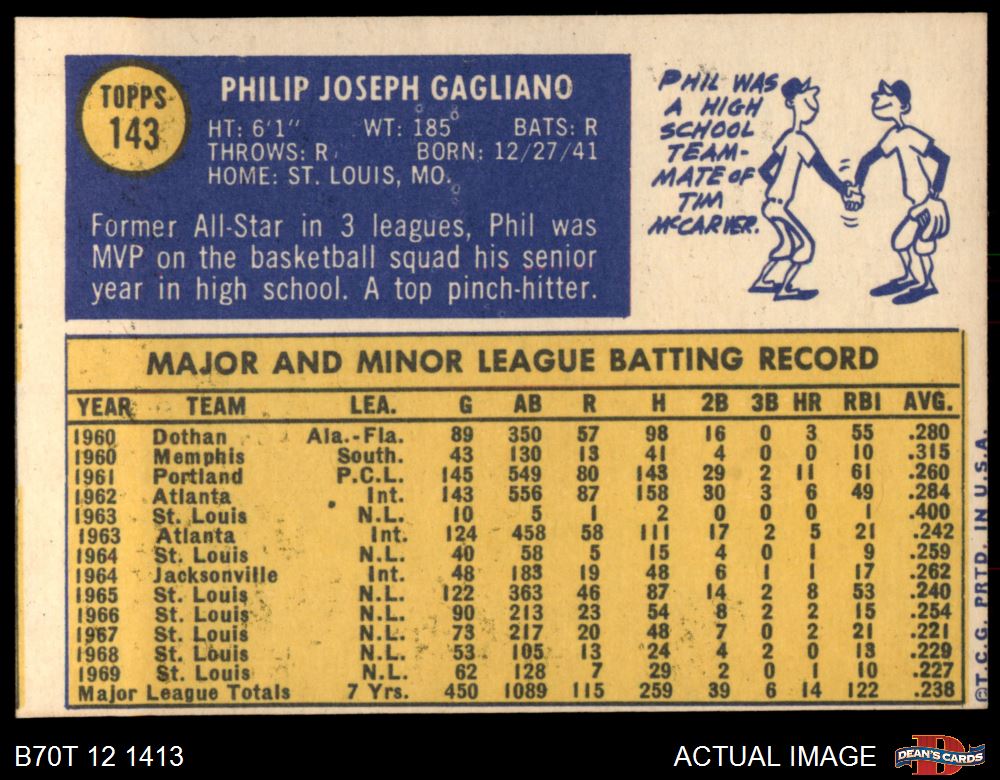 TOPPS
143
PHILIP JOSEPH GAGLIANO
HT: 6'1" WT: 185 BATS: R
THROWS: R BORN: 12/27/41
HOME: ST. LOUIS, MO.
Former All-Star in 3 leagues, Phil was
MVP on the basketball squad his senior
year in high school. A top pinch-hitter.
PHIL WAS
A HIGH
SCHOOL
TEAM-
MATE OF
TIM
McCARVER.
MAJOR AND MINOR LEAGUE BATTING RECORD
YEAR TEAM LEA. G AB R H 2B 3B HR RBI AVG.
1960 Dothan Ala.-Fla. 89 350 57 98 16 0 3 55 .280
1960 Memphis South. 43 130 13 41 4 0 0 10 .315
1961 Portland P.C.L. 145 549 80 143 29 2 11 61 .260
1962 Atlanta Int. 143 556 87 158 30 3 6 49 .284
1963 St. Louis N.L. 10 5 1 2 0 0 0 1 .400
1963 Atlanta Int. 124 458 58 111 17 2 5 21 .242
1964 St. Louis N.L. 40 58 5 15 4 0 1 9 .259
1964 Jacksonville Int. 48 183 19 48 6 1 1 17 .262
1965 St. Louis N.L. 122 363 46 87 14 2 8 53 .240
1966 St. Louis N.L. 90 213 23 54 8 2 2 15 .254
1967 St. Louis N.L. 73 217 20 48 7 0 2 21 .221
1968 St. Louis N.L. 53 105 13 24 4 2 0 13 .229
1969 St. Louis N.L. 62 128 7 29 2 0 1 10 .227
Major League Totals 7 Yrs. 450 1089 115 259 39 6 14 122 .238
©T.C.G. PRTD. IN U.S.A.
B70T 12 1413
ACTUAL IMAGE
DEAN'S CARDS